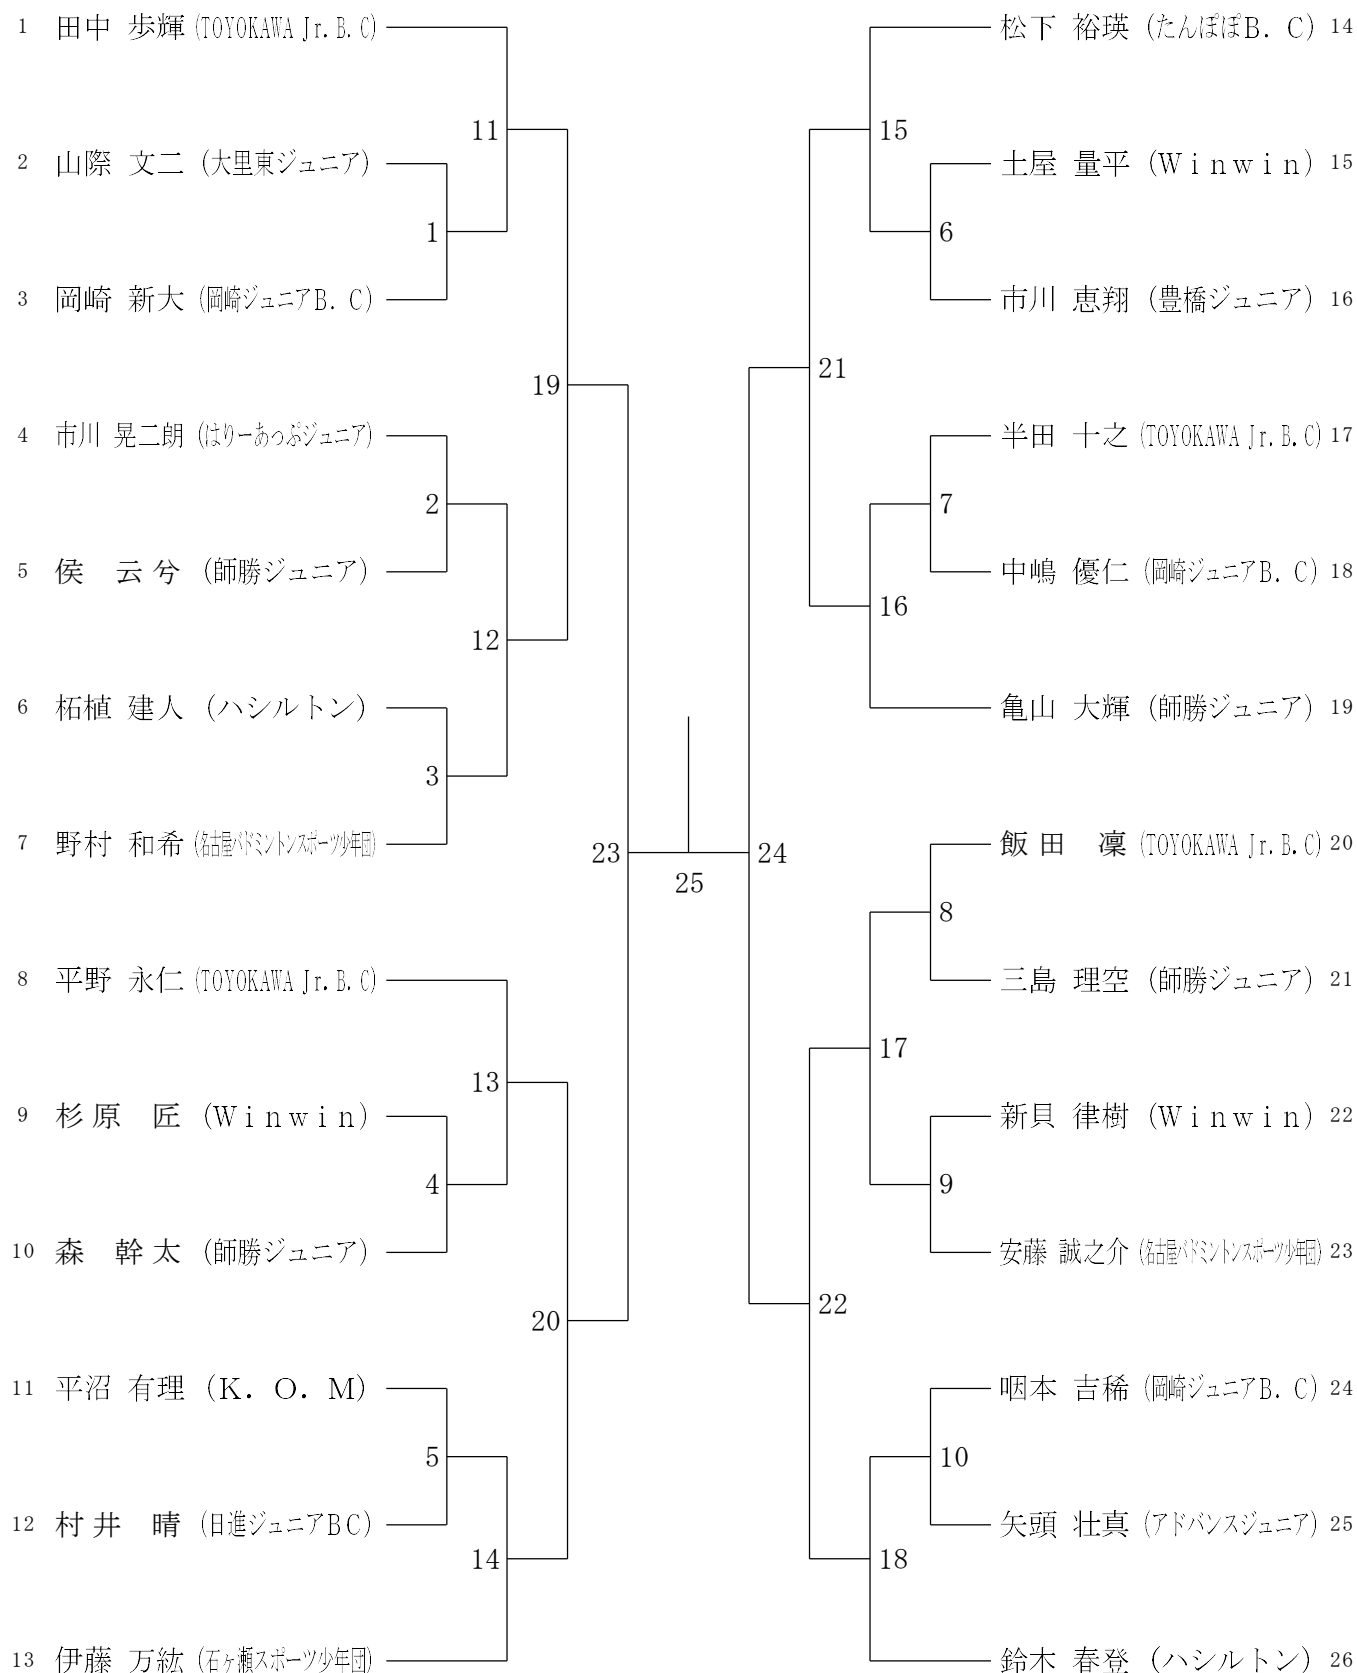 1 田中 歩輝 (TOYOKAWA Jr.B.C)
2 山際 文二 (大里東ジュニア)
3 岡崎 新大 (岡崎ジュニアB.C)
4 市川 晃二朗 (はりーあっぷジュニア)
5 侯 云兮 (師勝ジュニア)
6 柘植 建人 (ハシルトン)
7 野村 和希 (名古屋バドミントンスポーツ少年団)
8 平野 永仁 (TOYOKAWA Jr.B.C)
9 杉原 匠 (Winwin)
10 森 幹太 (師勝ジュニア)
11 平沼 有理 (K.O.M)
12 村井 晴 (日進ジュニアBC)
13 伊藤 万紘 (石ヶ瀬スポーツ少年団)
1
2
3
4
5
11
12
13
14
19
20
23
25
24
21
22
15
16
17
18
6
7
8
9
10
松下 裕瑛 (たんぽぽB.C) 14
土屋 量平 (Winwin) 15
市川 恵翔 (豊橋ジュニア) 16
半田 十之 (TOYOKAWA Jr.B.C) 17
中嶋 優仁 (岡崎ジュニアB.C) 18
亀山 大輝 (師勝ジュニア) 19
飯田 凜 (TOYOKAWA Jr.B.C) 20
三島 理空 (師勝ジュニア) 21
新貝 律樹 (Winwin) 22
安藤 誠之介 (名古屋バドミントンスポーツ少年団) 23
咽本 吉稀 (岡崎ジュニアB.C) 24
矢頭 壮真 (アドバンスジュニア) 25
鈴木 春登 (ハシルトン) 26